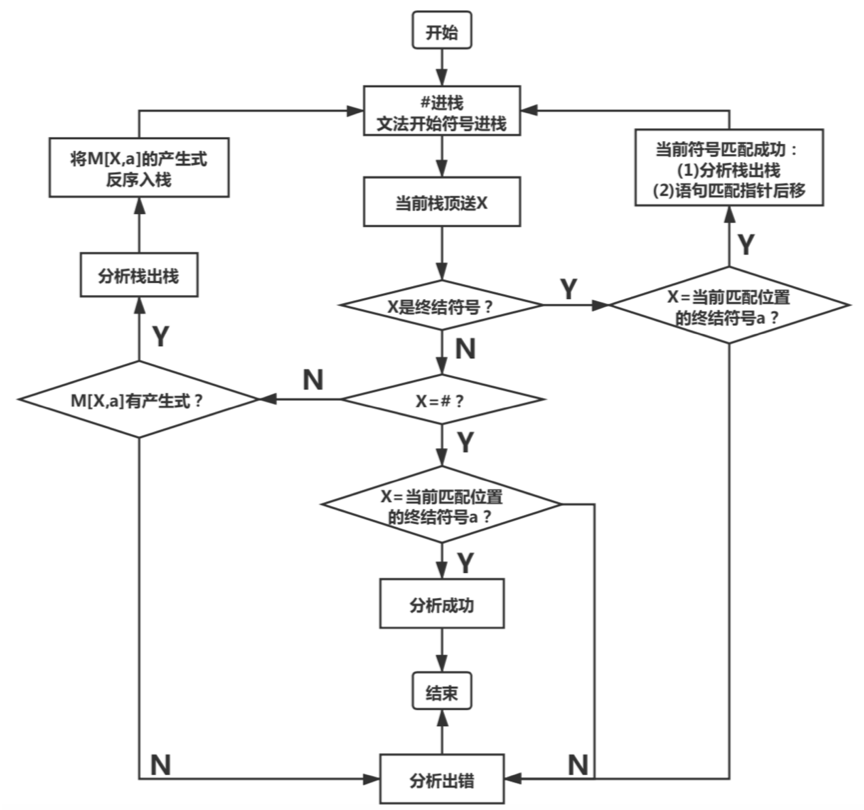 开始
#进栈
文法开始符号进栈
将M[X,a]的产生式
反序入栈
当前符号匹配成功：
(1)分析栈出栈
(2)语句匹配指针后移
当前栈顶送X
分析栈出栈
Y
X是终结符号？
Y
X=当前匹配位置
的终结符号a？
Y
N
M[X,a]有产生式？
N
X=#？
Y
X=当前匹配位置
的终结符号a？
Y
分析成功
结束
N
分析出错
N